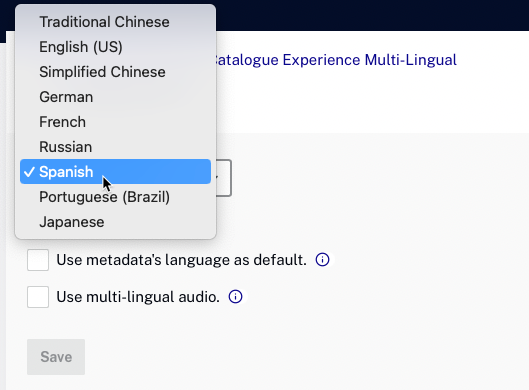 Traditional Chinese
English (US)
Simplified Chinese
German
French
Russian
✓ Spanish
Portuguese (Brazil)
Japanese
Catalogue Experience Multi-Lingual
Use metadata's language as default.
Use multi-lingual audio.
Save